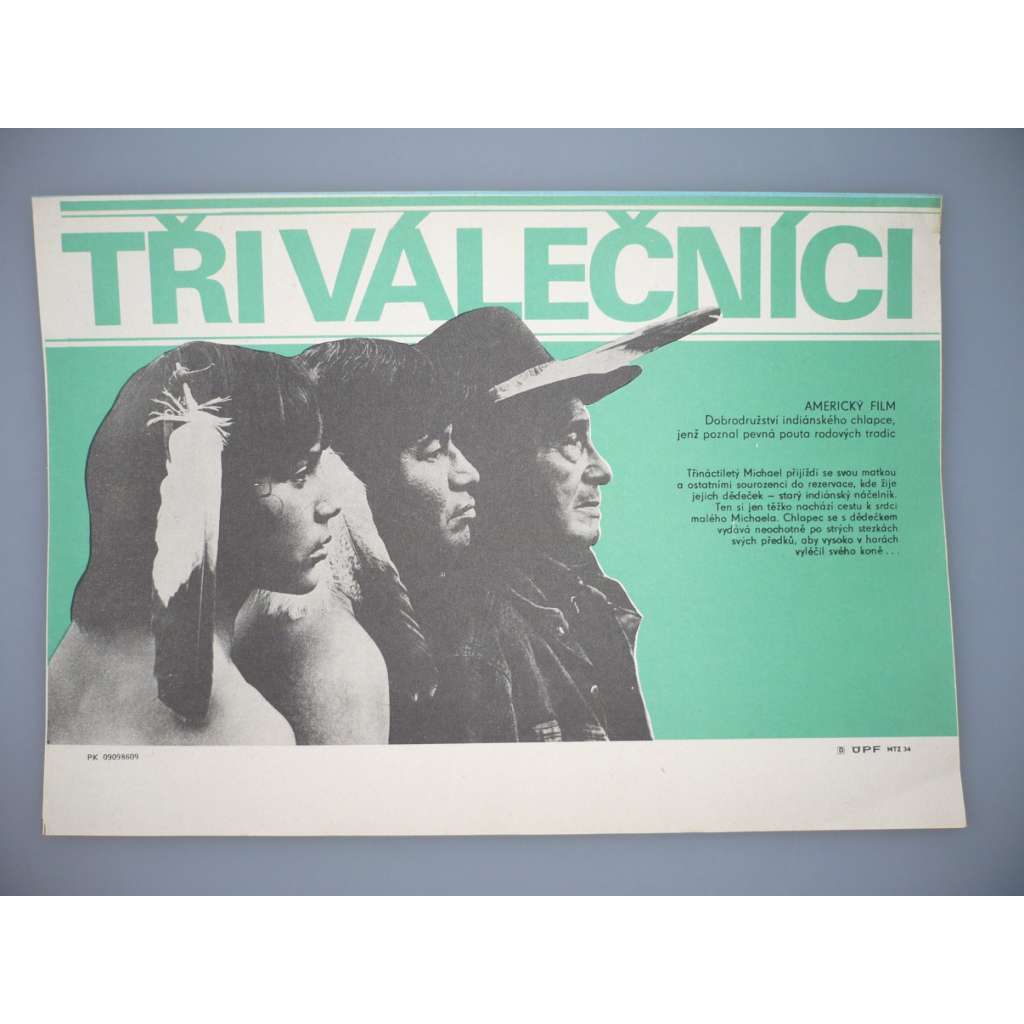 TŘI VÁLEČNÍCI
AMERICKÝ FILM
Dobrodružství indiánského chlapce,
jenž poznal pevná pouta rodových tradic
Třináctiletý Michael přijíždí se svou matkou
a ostatními sourozenci do rezervace, kde žije
jejich dědeček – starý indiánský náčelník.
Ten si jen těžko nachází cestu k srdci
malého Michaela. Chlapec se s dědečkem
vydává neochotně po strých stezkách
svých předků, aby vysoko v horách
vyléčil svého koně...
PK 09098609
D ÚPF MTZ 34